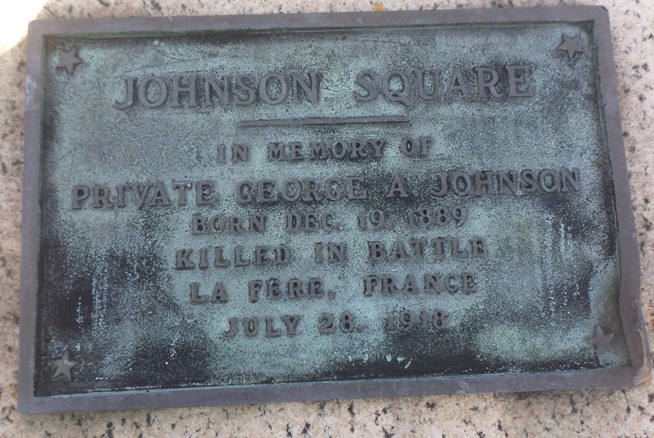 JOHNSON SQUARE
IN MEMORY OF
PRIVATE GEORGE A. JOHNSON
BORN DEC. 19, 1889
KILLED IN BATTLE
LA FÈRE, FRANCE
JULY 28, 1918